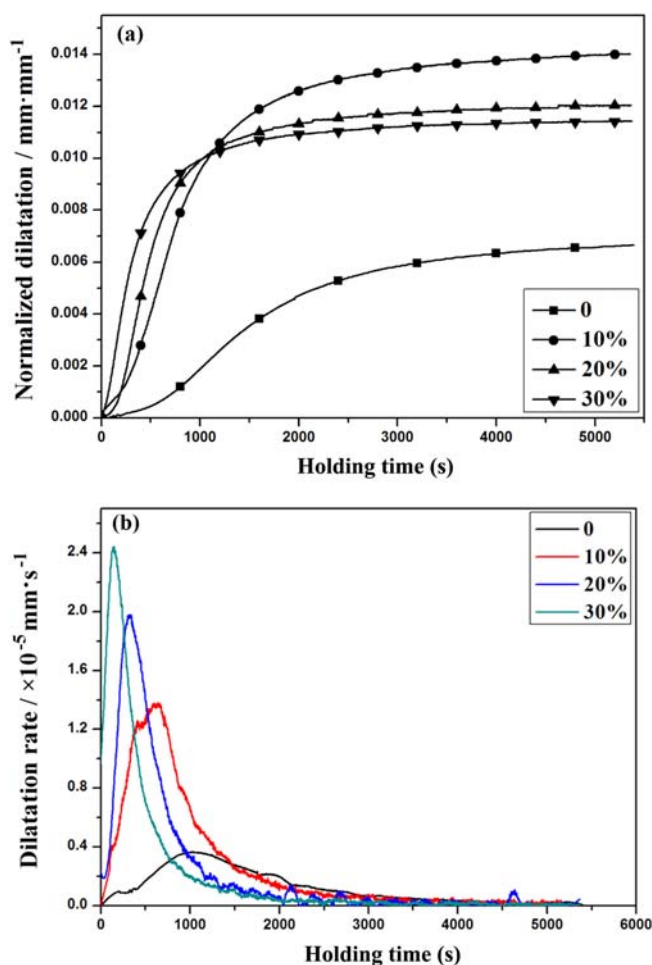 (a)
Normalized dilatation / mm·mm⁻¹
0.014
0.012
0.010
0.008
0.006
0.004
0.002
0.000
0
10%
20%
30%
0 1000 2000 3000 4000 5000
Holding time (s)
(b)
Dilatation rate / ×10⁻⁵ mm·s⁻¹
2.4
2.0
1.6
1.2
0.8
0.4
0.0
0
10%
20%
30%
0 1000 2000 3000 4000 5000 6000
Holding time (s)